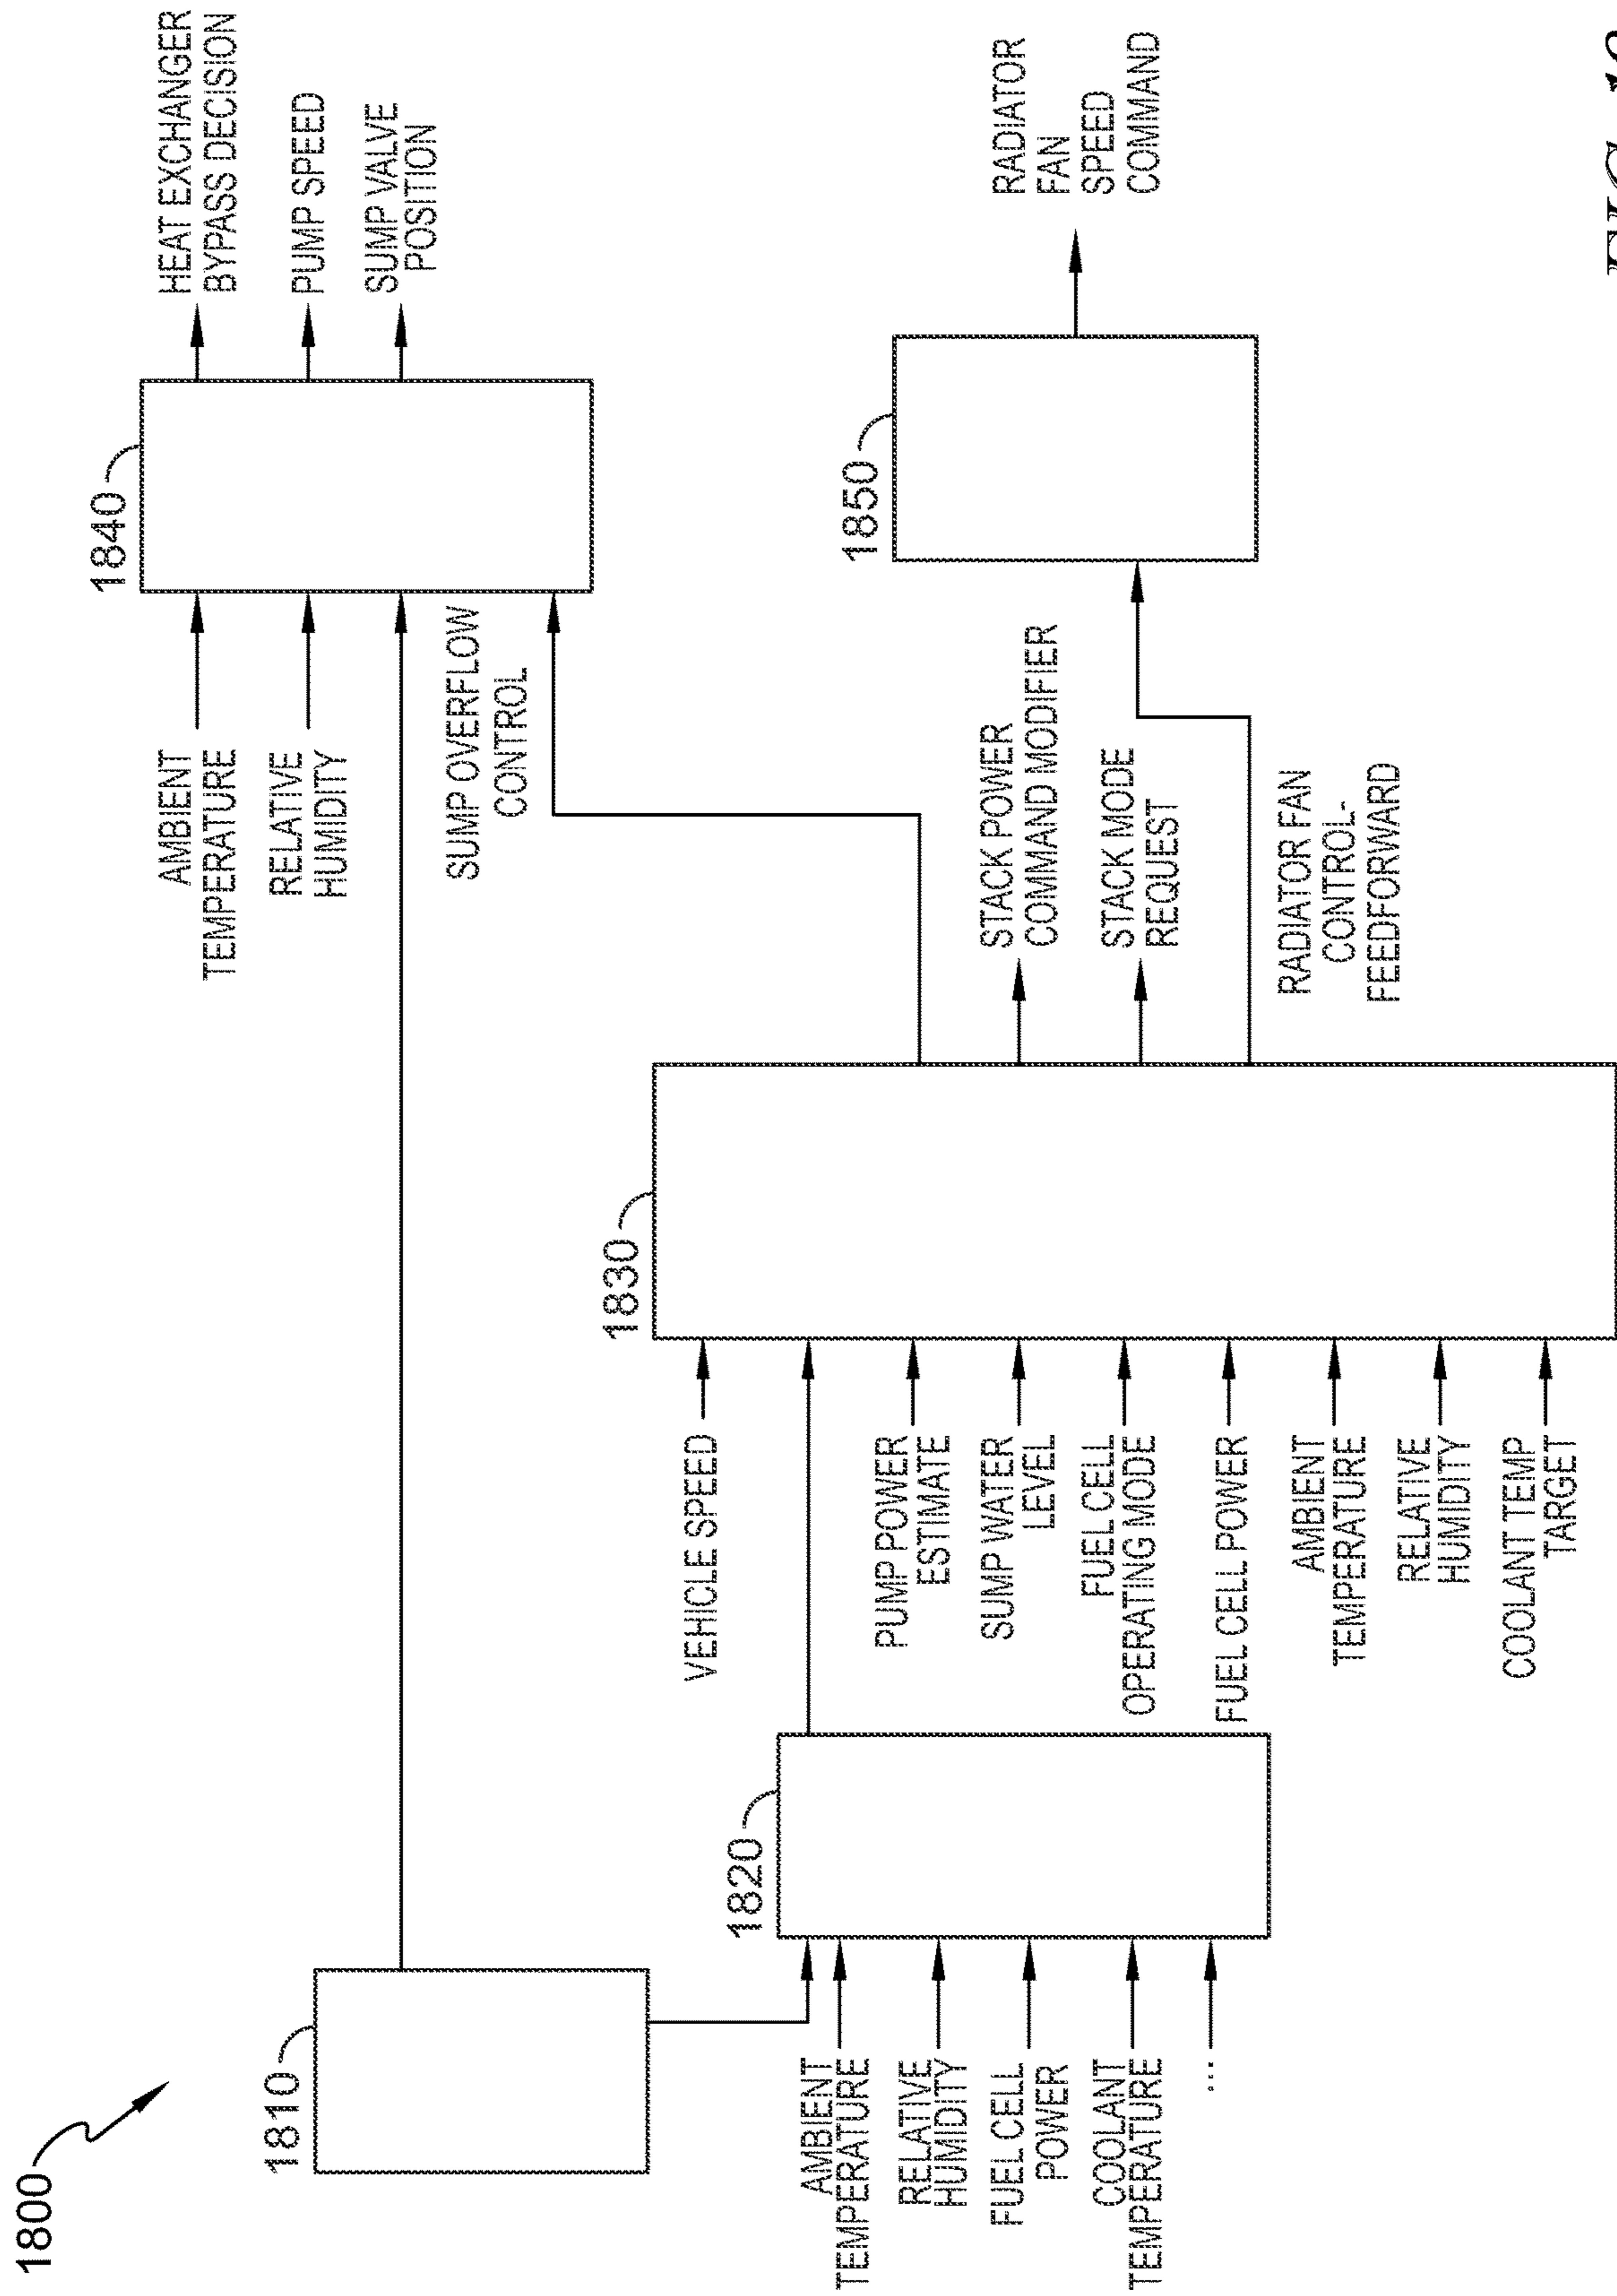 1800
1810
1840
AMBIENT
TEMPERATURE
RELATIVE
HUMIDITY
SUMP OVERFLOW
CONTROL
HEAT EXCHANGER
BYPASS DECISION
PUMP SPEED
SUMP VALVE
POSITION
1820
AMBIENT
TEMPERATURE
RELATIVE
HUMIDITY
FUEL CELL
POWER
COOLANT
TEMPERATURE
...
1830
VEHICLE SPEED
PUMP POWER
ESTIMATE
SUMP WATER
LEVEL
FUEL CELL
OPERATING MODE
FUEL CELL POWER
AMBIENT
TEMPERATURE
RELATIVE
HUMIDITY
COOLANT TEMP
TARGET
STACK POWER
COMMAND MODIFIER
STACK MODE
REQUEST
RADIATOR FAN
CONTROL-
FEEDFORWARD
1850
RADIATOR
FAN
SPEED
COMMAND
FIG.